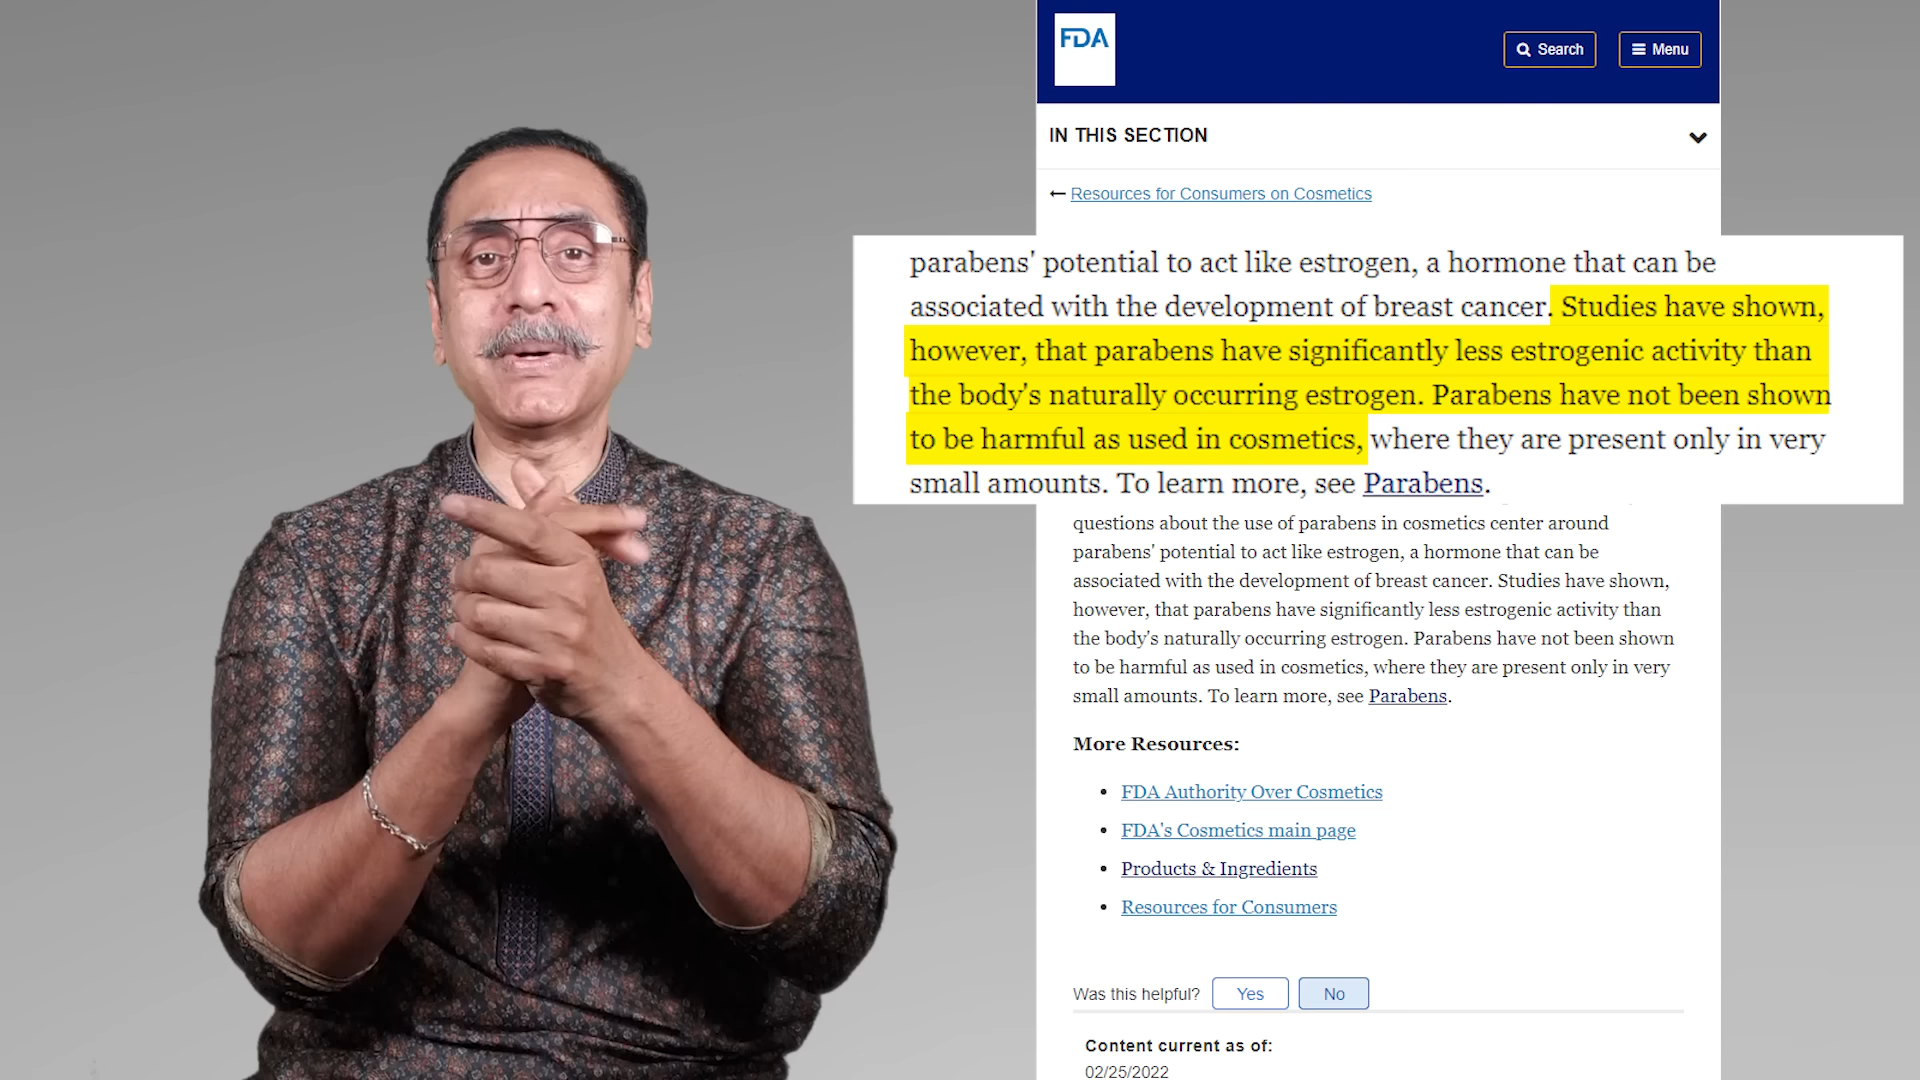 FDA
Search
Menu
IN THIS SECTION
Resources for Consumers on Cosmetics
parabens' potential to act like estrogen, a hormone that can be
associated with the development of breast cancer. Studies have shown,
however, that parabens have significantly less estrogenic activity than
the body's naturally occurring estrogen. Parabens have not been shown
to be harmful as used in cosmetics, where they are present only in very
small amounts. To learn more, see Parabens.
questions about the use of parabens in cosmetics center around
parabens' potential to act like estrogen, a hormone that can be
associated with the development of breast cancer. Studies have shown,
however, that parabens have significantly less estrogenic activity than
the body's naturally occurring estrogen. Parabens have not been shown
to be harmful as used in cosmetics, where they are present only in very
small amounts. To learn more, see Parabens.
More Resources:
FDA Authority Over Cosmetics
FDA's Cosmetics main page
Products & Ingredients
Resources for Consumers
Was this helpful? Yes No
Content current as of:
02/25/2022